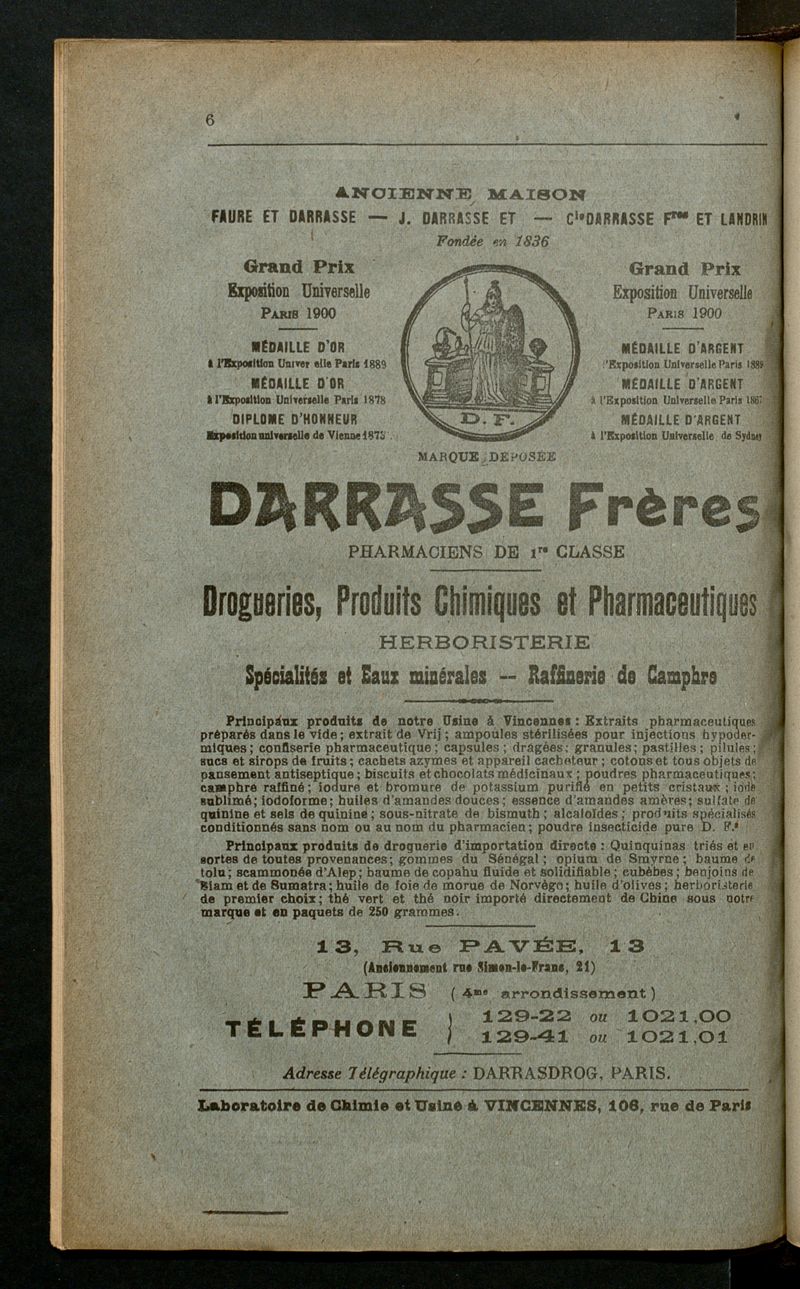 6
ANCIENNE MAISON
FAURE ET DARRASSE — J. DARRASSE ET — Cie DARRASSE Fres ET LANDRIN
Fondée en 1836
Grand Prix
Exposition Universelle
PARIS 1900
MÉDAILLE D'OR
à l'Exposition Univer elle Paris 1889
MÉDAILLE D'OR
à l'Exposition Universelle Paris 1878
DIPLOME D'HONNEUR
Exposition universelle de Vienne 1873
D. F.
MARQUE DEPOSÉE
Grand Prix
Exposition Universelle
PARIS 1900
MÉDAILLE D'ARGENT
l'Exposition Universelle Paris 1889
MÉDAILLE D'ARGENT
à l'Exposition Universelle Paris 1867
MÉDAILLE D'ARGENT
à l'Exposition Universelle de Sydney
DARRASSE Frères
PHARMACIENS DE 1re CLASSE
Drogueries, Produits Chimiques et Pharmaceutiques
HERBORISTERIE
Spécialités et Eaux minérales — Raffinerie de Camphre
Principaux produits de notre Usine à Vincennes : Extraits pharmaceutiques
préparés dans le vide ; extrait de Vrij ; ampoules stérilisées pour injections hypoder-
miques ; confiserie pharmaceutique ; capsules ; dragées ; granules ; pastilles ; pilules ;
sucs et sirops de fruits ; cachets azymes et appareil cacheteur ; cotons et tous objets de
pansement antiseptique ; biscuits et chocolats médicinaux ; poudres pharmaceutiques ;
camphre raffiné ; iodure et bromure de potassium purifié en petits cristaux ; iode
sublimé ; iodoforme ; huiles d'amandes douces ; essence d'amandes amères ; sulfate de
quinine et sels de quinine ; sous-nitrate de bismuth ; alcaloïdes ; produits spécialisés
conditionnés sans nom ou au nom du pharmacien ; poudre insecticide pure D. F.
Principaux produits de droguerie d'importation directe : Quinquinas triés et en
sortes de toutes provenances ; gommes du Sénégal ; opium de Smyrne ; baume de
tolu ; scammonée d'Alep ; baume de copahu fluide et solidifiable ; cubèbes ; benjoins de
Siam et de Sumatra ; huile de foie de morue de Norvège ; huile d'olives ; herboristerie
de premier choix ; thé vert et thé noir importé directement de Chine sous notre
marque et en paquets de 250 grammes.
13, Rue PAVÉE, 13
(Anciennement rue Simon-le-Franc, 21)
PARIS (4me arrondissement)
TÉLÉPHONE } 129-22 ou 1021.00
129-41 ou 1021.01
Adresse Télégraphique : DARRASDROG, PARIS.
Laboratoire de Chimie et Usine à VINCENNES, 106, rue de Paris